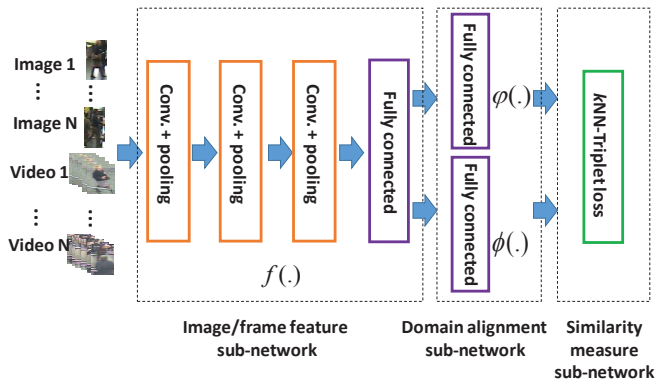 Image 1
...
Image N
Video 1
...
Video N
Conv. + pooling
Conv. + pooling
Conv. + pooling
Fully connected
f(.)
Fully connected
φ(.)
Fully connected
ϕ(.)
kNN-Triplet loss
Image/frame feature
sub-network
Domain alignment
sub-network
Similarity
measure
sub-network